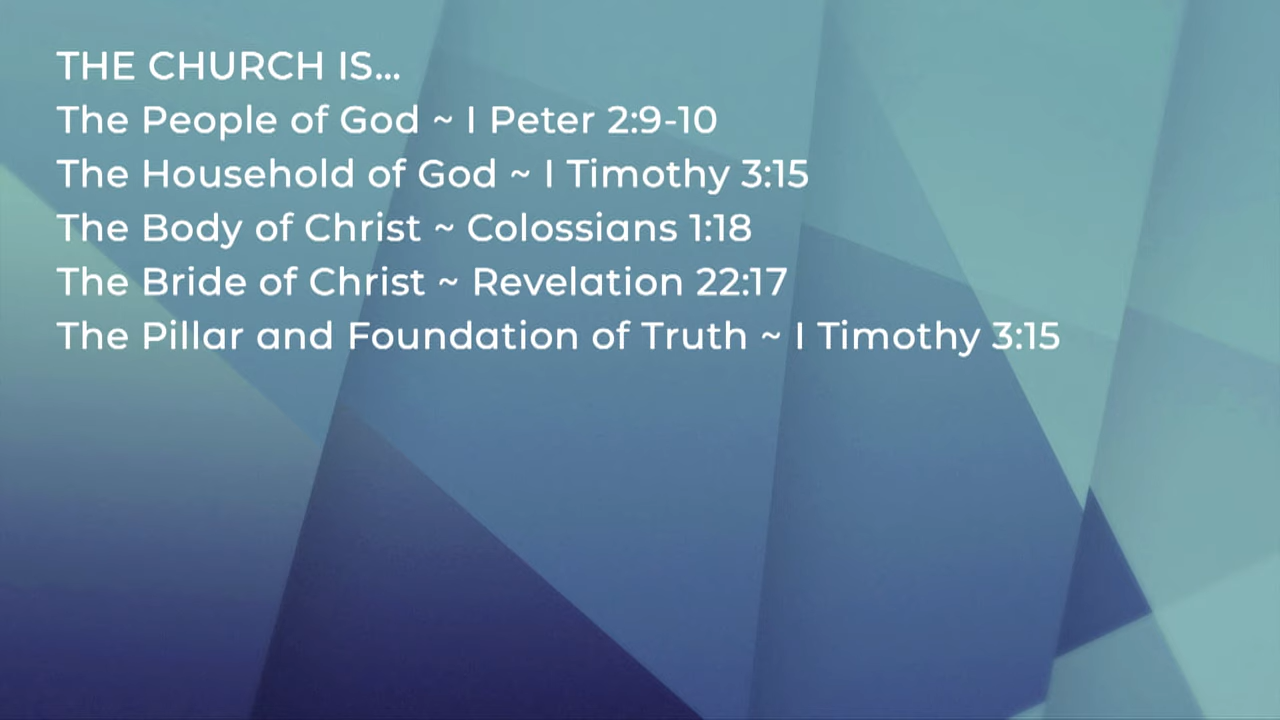 THE CHURCH IS...
The People of God ~ I Peter 2:9-10
The Household of God ~ I Timothy 3:15
The Body of Christ ~ Colossians 1:18
The Bride of Christ ~ Revelation 22:17
The Pillar and Foundation of Truth ~ I Timothy 3:15